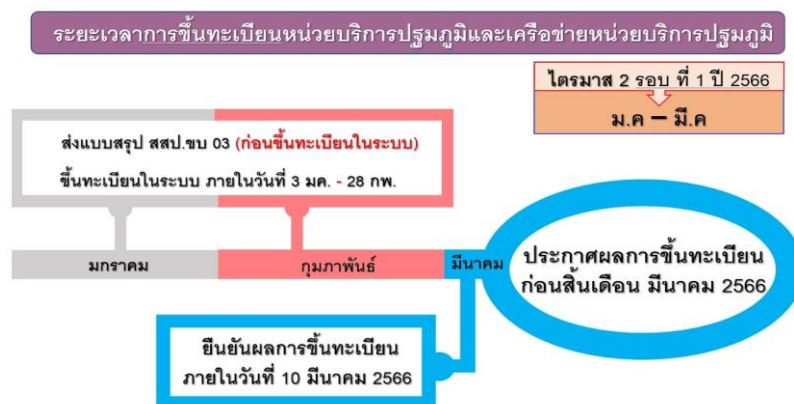 ระยะเวลาการขึ้นทะเบียนหน่วยบริการปฐมภูมิและเครือข่ายหน่วยบริการปฐมภูมิ
ไตรมาส 2 รอบ ที่ 1 ปี 2566
ม.ค – มี.ค
ส่งแบบสรุป สสป.ขบ 03 (ก่อนขึ้นทะเบียนในระบบ)
ขึ้นทะเบียนในระบบ ภายในวันที่ 3 มค. - 28 กพ.
มกราคม
กุมภาพันธ์
มีนาคม
ประกาศผลการขึ้นทะเบียน
ก่อนสิ้นเดือน มีนาคม 2566
ยืนยันผลการขึ้นทะเบียน
ภายในวันที่ 10 มีนาคม 2566